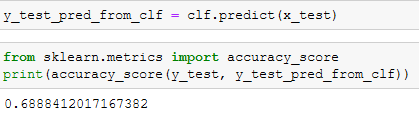 y_test_pred_from_clf = clf.predict(x_test)
from sklearn.metrics import accuracy_score
print(accuracy_score(y_test, y_test_pred_from_clf))
0.6888412017167382